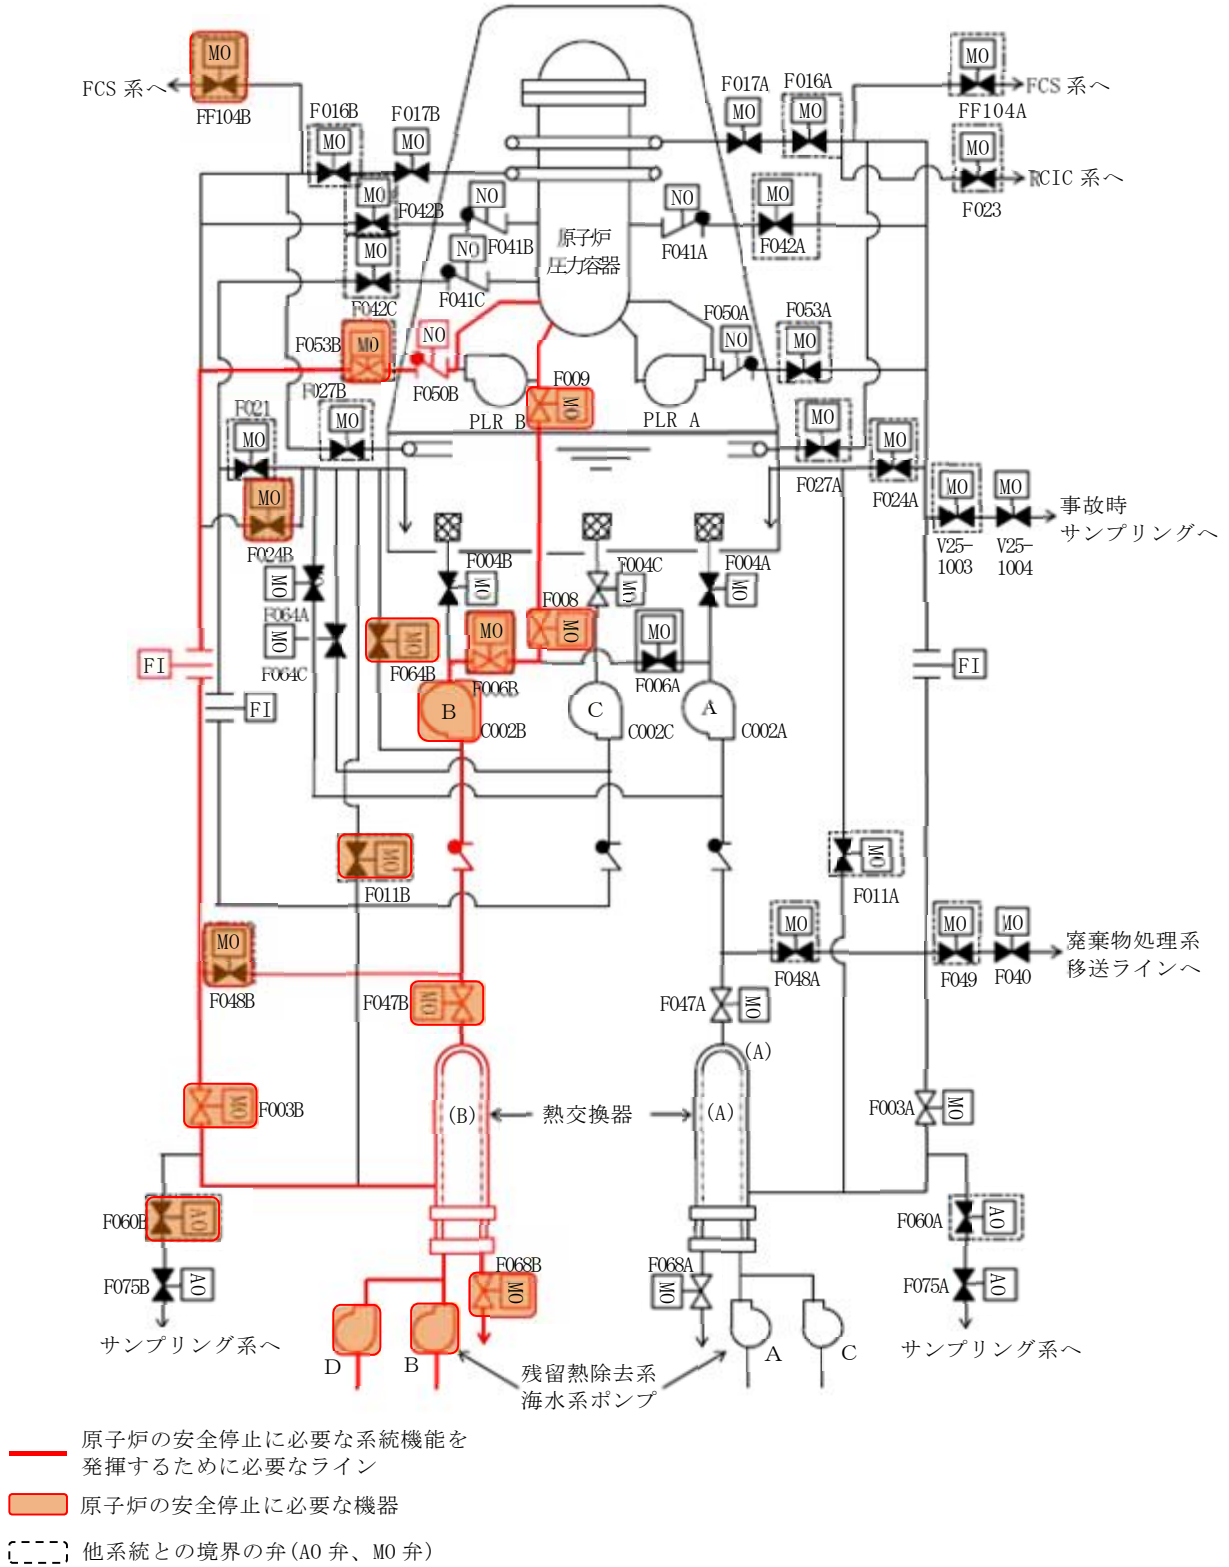 MO
FCS 系へ
FF104B
F016B
MO
F017B
MO
F017A
MO
F016A
MO
MO
FCS 系へ
FF104A
MO
RCIC 系へ
F023
MO
F042B
NO
F041B
原子炉
圧力容器
NO
F041A
MO
F042A
MO
F042C
NO
F041C
F053B
MO
NO
F050B
F050A
NO
F053A
MO
F009
MO
PLR B
PLR A
F027B
MO
F021
MO
MO
F027A
MO
F024A
MO
F024B
MO
V25-
1003
MO
V25-
1004
事故時
サンプリングへ
MO
F064A
MO
F064C
MO
F064B
F004B
MO
F004C
MO
F004A
MO
F008
MO
MO
F006B
MO
F006A
FI
FI
FI
B
C002B
C
C002C
A
C002A
MO
F011B
MO
F011A
MO
F048B
MO
F047B
F047A
MO
MO
F048A
MO
F049
MO
F040
廃棄物処理系
移送ラインへ
(A)
MO
F003B
(B)
熱交換器
(A)
F003A
MO
F060B
AO
F075B
AO
サンプリング系へ
F068B
MO
F068A
MO
F060A
AO
F075A
AO
サンプリング系へ
D
B
残留熱除去系
海水系ポンプ
A
C
原子炉の安全停止に必要な系統機能を
発揮するために必要なライン
原子炉の安全停止に必要な機器
他系統との境界の弁(AO 弁、MO 弁)